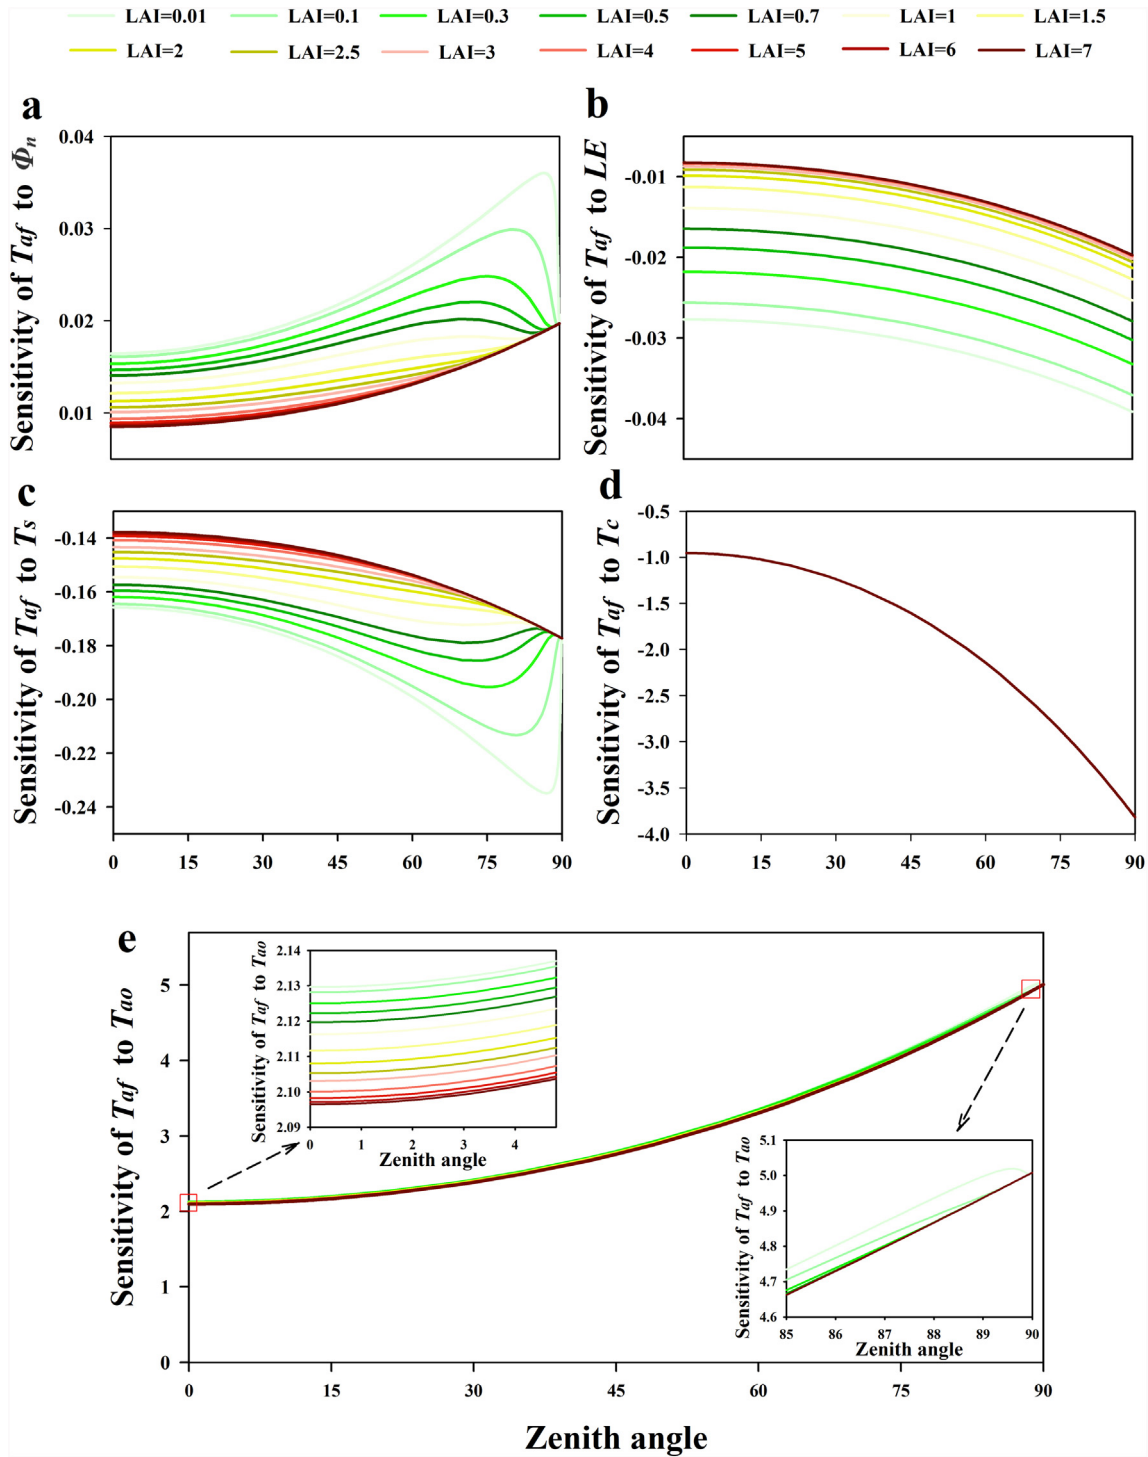 LAI=0.01 LAI=0.1 LAI=0.3 LAI=0.5 LAI=0.7 LAI=1 LAI=1.5
LAI=2 LAI=2.5 LAI=3 LAI=4 LAI=5 LAI=6 LAI=7
a
Sensitivity of Taf to Φn
0.04
0.03
0.02
0.01
b
Sensitivity of Taf to LE
-0.01
-0.02
-0.03
-0.04
c
Sensitivity of Taf to Ts
-0.14
-0.16
-0.18
-0.20
-0.22
-0.24
0 15 30 45 60 75 90
d
Sensitivity of Taf to Tc
-0.5
-1.0
-1.5
-2.0
-2.5
-3.0
-3.5
-4.0
0 15 30 45 60 75 90
e
Sensitivity of Taf to Tao
5
4
3
2
1
0
0 15 30 45 60 75 90
Zenith angle
Sensitivity of Taf to Tao
2.14
2.13
2.12
2.11
2.10
2.09
0 1 2 3 4
Zenith angle
Sensitivity of Taf to Tao
5.1
5.0
4.9
4.8
4.7
4.6
85 86 87 88 89 90
Zenith angle